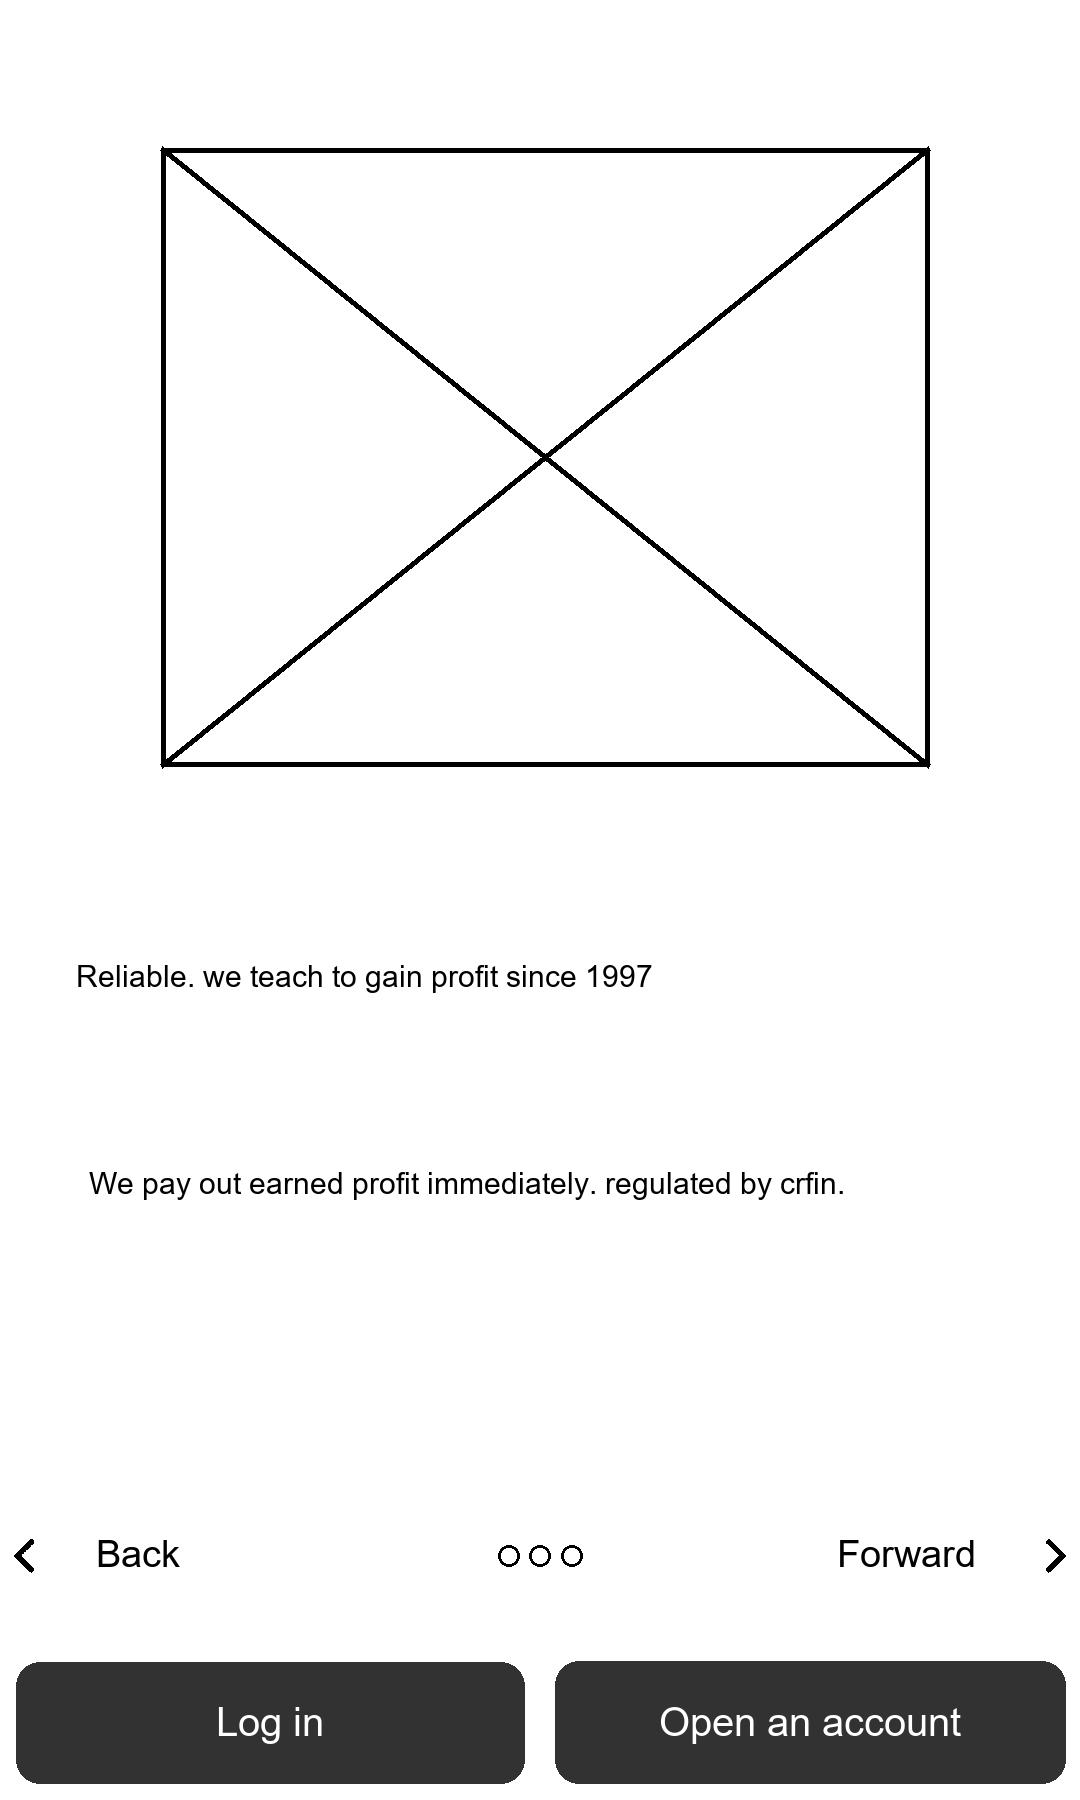 Reliable. we teach to gain profit since 1997
We pay out earned profit immediately. regulated by crfin.
Back
Forward
Log in
Open an account